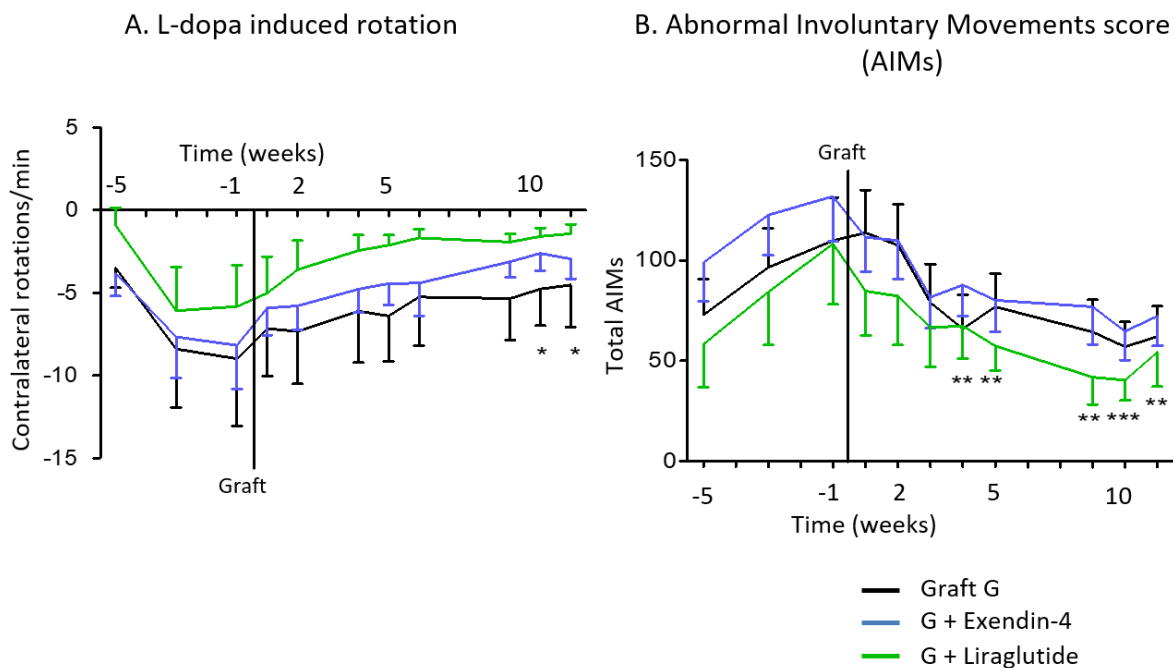 A. L-dopa induced rotation
B. Abnormal Involuntary Movements score
(AIMs)
Contralateral rotations/min
5
0
-5
-10
-15
Time (weeks)
-5 -1 2 5 10
Graft
* *
Total AIMs
150
100
50
0
Graft
** ** ** *** **
-5 -1 2 5 10
Time (weeks)
Graft G
G + Exendin-4
G + Liraglutide